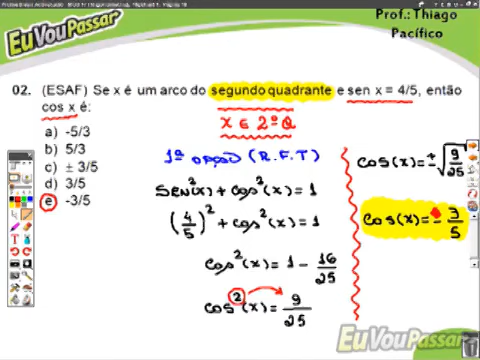 EuVouPassar
Prof.: Thiago
Pacífico
02. (ESAF) Se x é um arco do segundo quadrante e sen x = 4/5, então
cos x é:
x ∈ 2º Q
a) -5/3
b) 5/3
c) ± 3/5
d) 3/5
e) -3/5
1ª OPÇÃO (R.F.T)
SEN²(x) + cos²(x) = 1
(4/5)² + cos²(x) = 1
cos²(x) = 1 - 16/25
cos²(x) = 9/25
cos(x) = ±√9/25
cos(x) = - 3/5
EuVouPassar